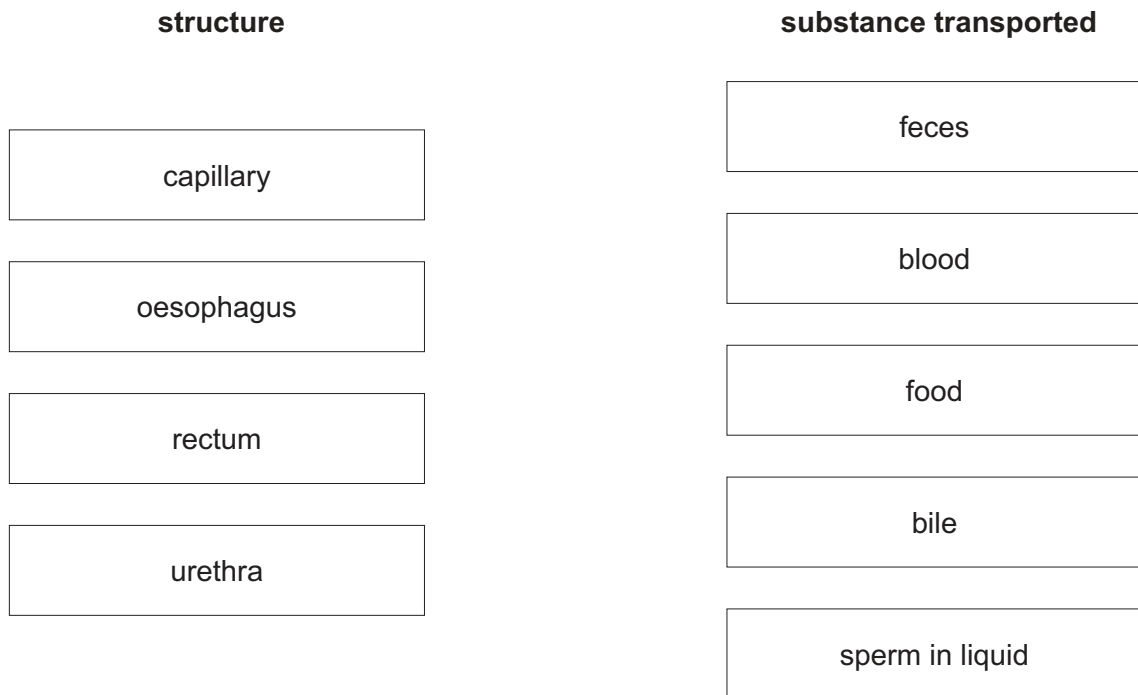 structure
capillary
oesophagus
rectum
urethra
substance transported
feces
blood
food
bile
sperm in liquid